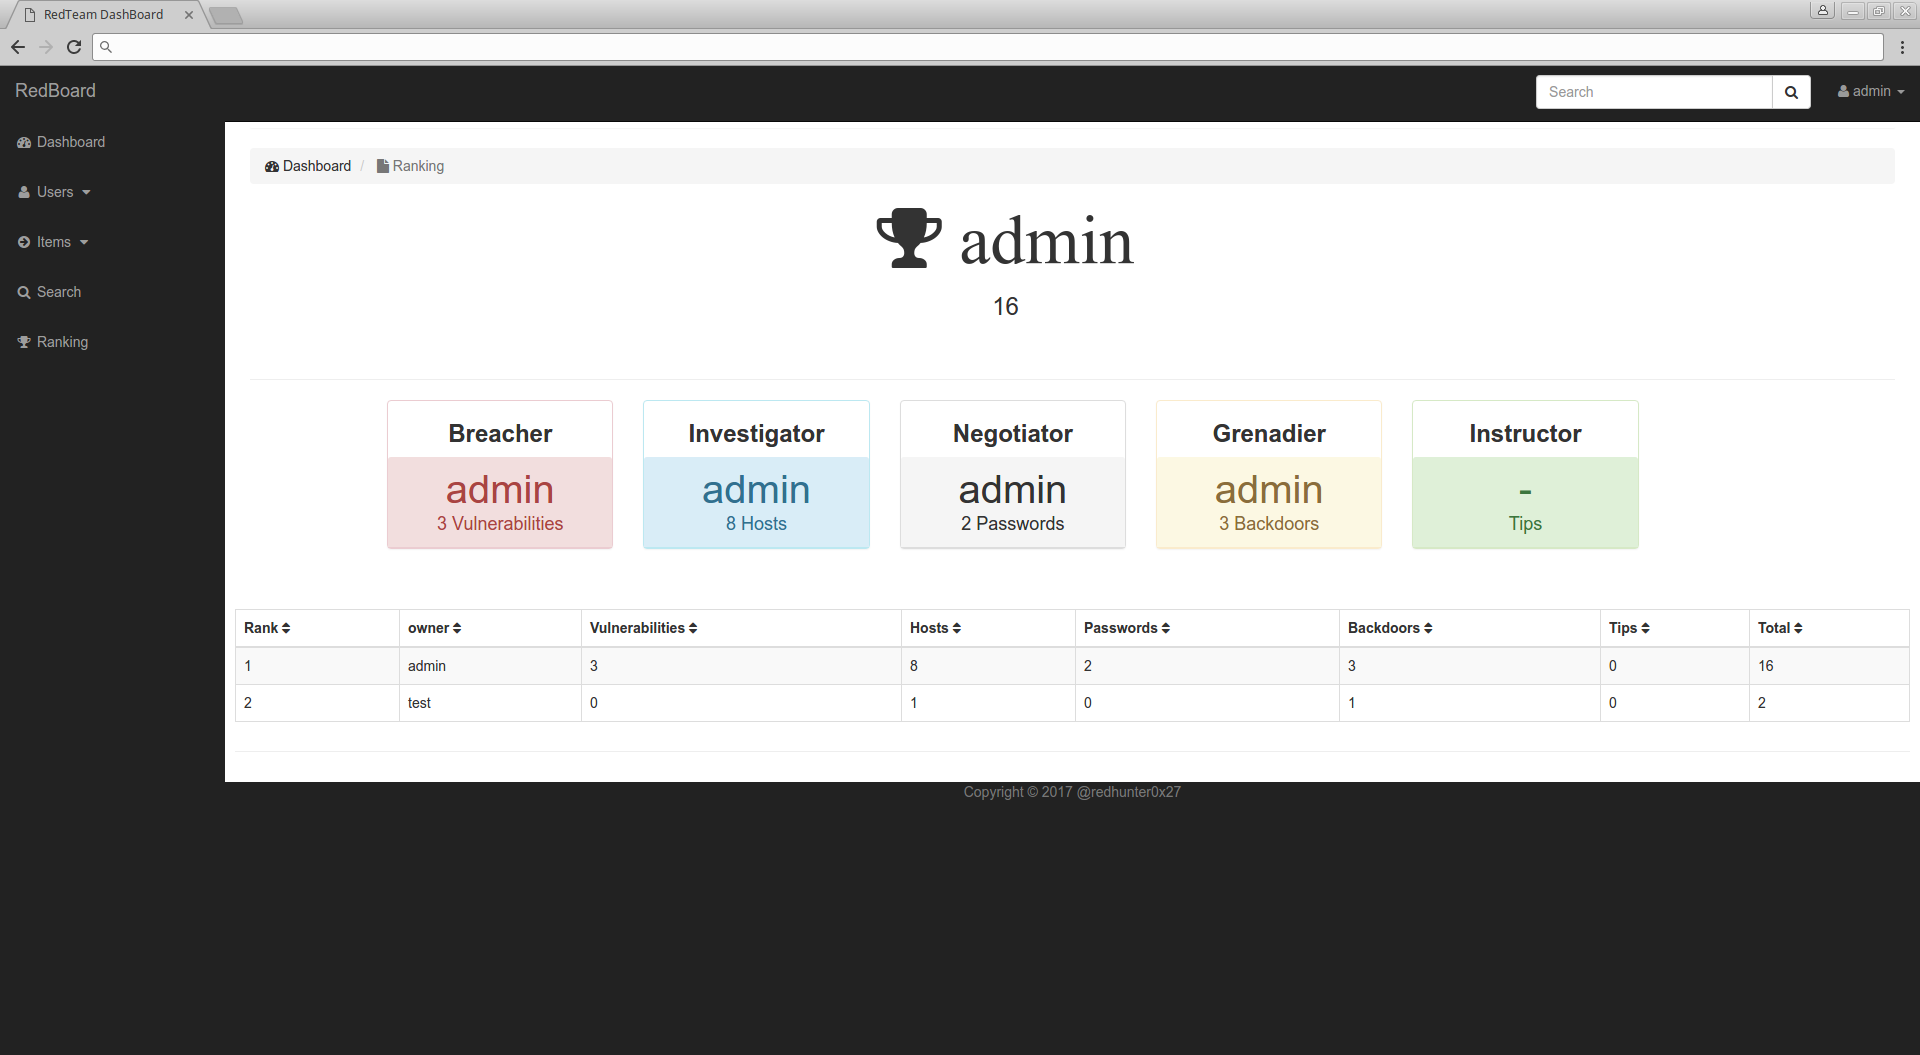 RedTeam DashBoard
RedBoard
Search
admin
Dashboard
Users
Items
Search
Ranking
Dashboard / Ranking
admin
16
Breacher
admin
3 Vulnerabilities
Investigator
admin
8 Hosts
Negotiator
admin
2 Passwords
Grenadier
admin
3 Backdoors
Instructor
-
Tips
Rank owner Vulnerabilities Hosts Passwords Backdoors Tips Total
1 admin 3 8 2 3 0 16
2 test 0 1 0 1 0 2
Copyright © 2017 @redhunter0x27